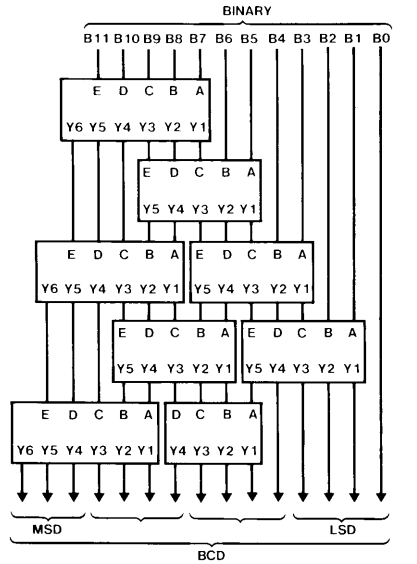 BINARY
B11 B10 B9 B8 B7 B6 B5 B4 B3 B2 B1 B0
E D C B A
Y6 Y5 Y4 Y3 Y2 Y1
E D C B A
Y5 Y4 Y3 Y2 Y1
E D C B A E D C B A
Y6 Y5 Y4 Y3 Y2 Y1 Y5 Y4 Y3 Y2 Y1
E D C B A E D C B A
Y5 Y4 Y3 Y2 Y1 Y5 Y4 Y3 Y2 Y1
E D C B A D C B A
Y6 Y5 Y4 Y3 Y2 Y1 Y4 Y3 Y2 Y1
MSD LSD
BCD